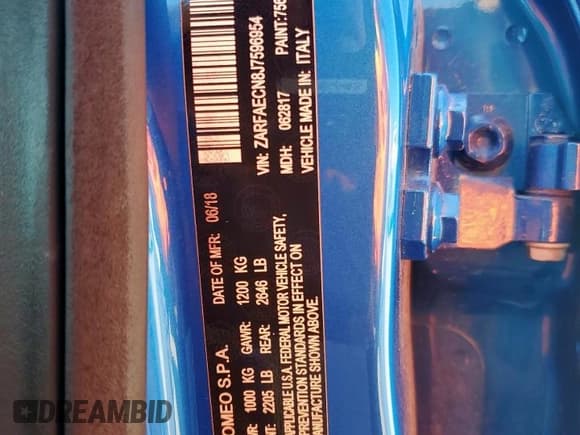 OMEO S.P.A. DATE OF MFR: 06/18
1000 KG GAWR: 1200 KG
2205 LB REAR: 2646 LB
APPLICABLE U.S.A. FEDERAL MOTOR VEHICLE SAFETY,
PREVENTION STANDARDS IN EFFECT ON
MANUFACTURE SHOWN ABOVE.
VIN: ZARFAECN8J7596954
MDH: 062817 PAINT: 756
VEHICLE MADE IN: ITALY
DREAMBID